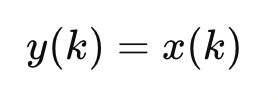 y(k) = x(k)